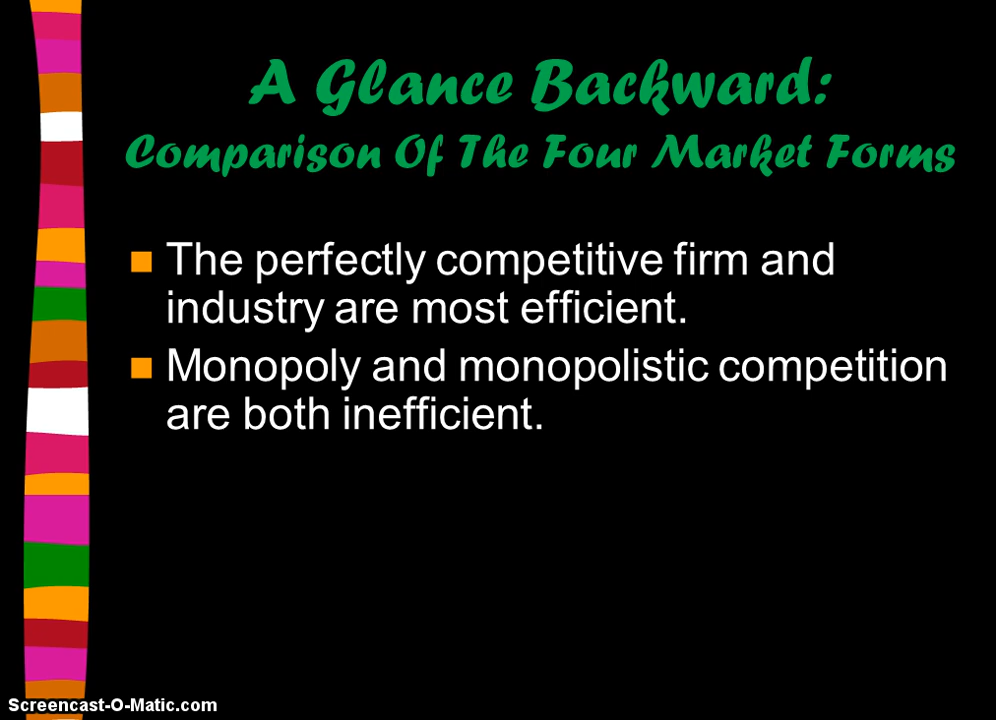 A Glance Backward:
Comparison Of The Four Market Forms
The perfectly competitive firm and
industry are most efficient.
Monopoly and monopolistic competition
are both inefficient.
Screencast-O-Matic.com